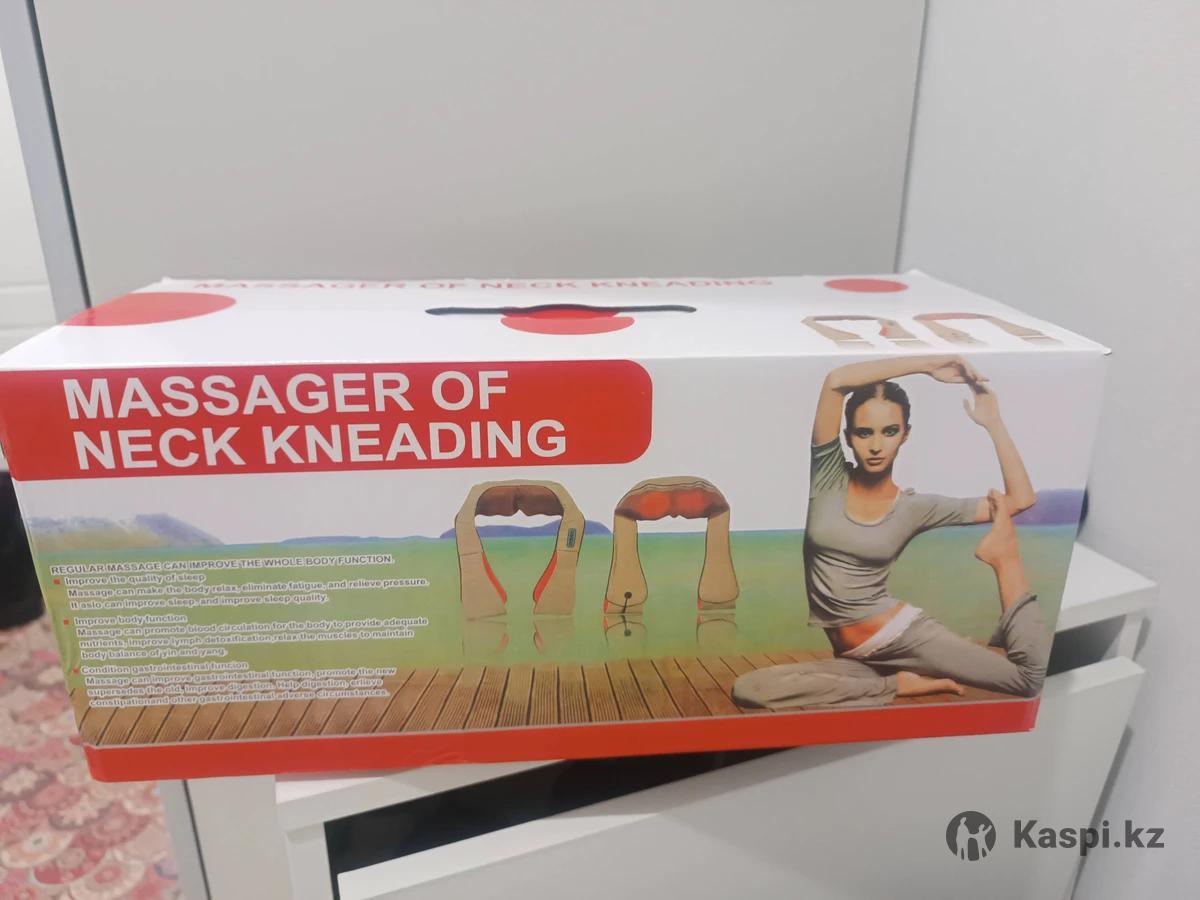 MASSAGER OF NECK KNEADING
MASSAGER OF
NECK KNEADING
REGULAR MASSAGE CAN IMPROVE THE WHOLE BODY FUNCTION.
Improve the quality of sleep
Massage can make the body relax, eliminate fatigue, and relieve pressure.
It aslo can improve sleep, and improve sleep quality.
Improve body function
Massage can promote blood circulation for the body to provide adequate
nutrients, improve lymph detoxification,relax the muscles to maintain
body balance of yin and yang.
Condition gastrointestinal funcion
Massage can improve gastrointestinal function, promote the new
supersedes the old, improve digestion. Help digestion, erlieve
constipationand other gastrointestinal adverse circumstances.
Kaspi.kz